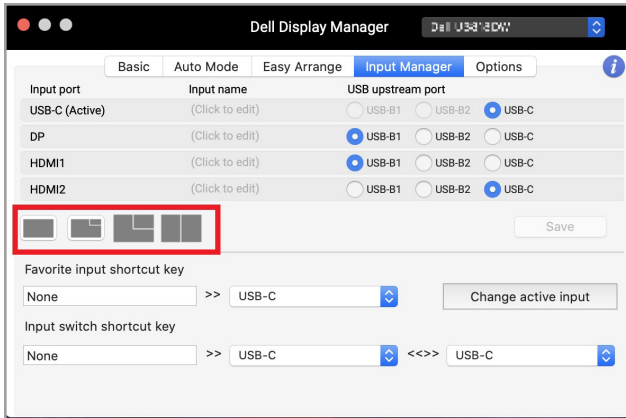 Dell Display Manager
Basic Auto Mode Easy Arrange Input Manager Options i
Input port Input name USB upstream port
USB-C (Active) (Click to edit) USB-B1 USB-B2 USB-C
DP (Click to edit) USB-B1 USB-B2 USB-C
HDMI1 (Click to edit) USB-B1 USB-B2 USB-C
HDMI2 (Click to edit) USB-B1 USB-B2 USB-C
Save
Favorite input shortcut key
None >> USB-C Change active input
Input switch shortcut key
None >> USB-C <<>> USB-C